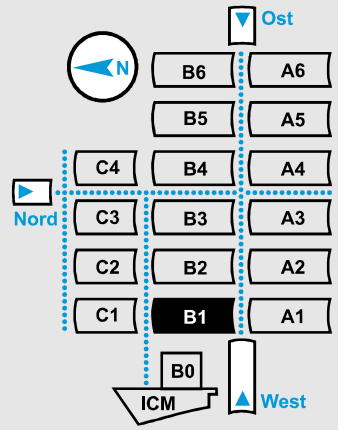 Ost
N
B6 A6
B5 A5
C4 B4 A4
Nord
C3 B3 A3
C2 B2 A2
C1 B1 A1
B0
ICM
West